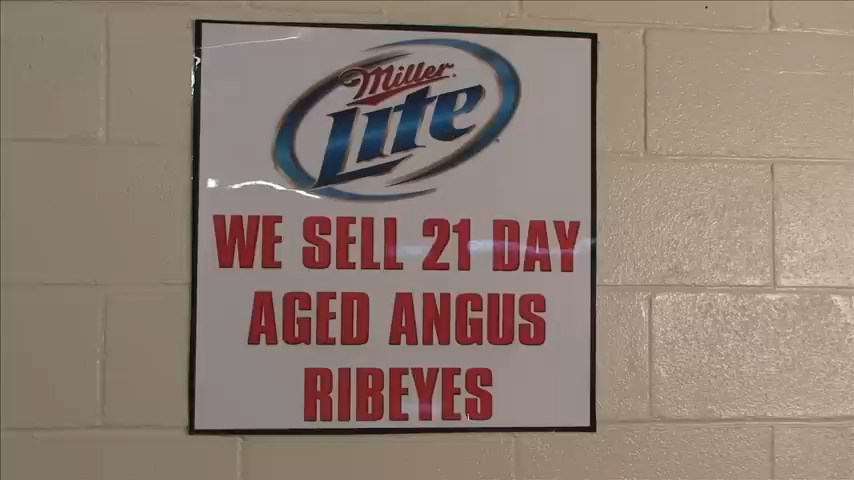 Miller
Lite
WE SELL 21 DAY
AGED ANGUS
RIBEYES